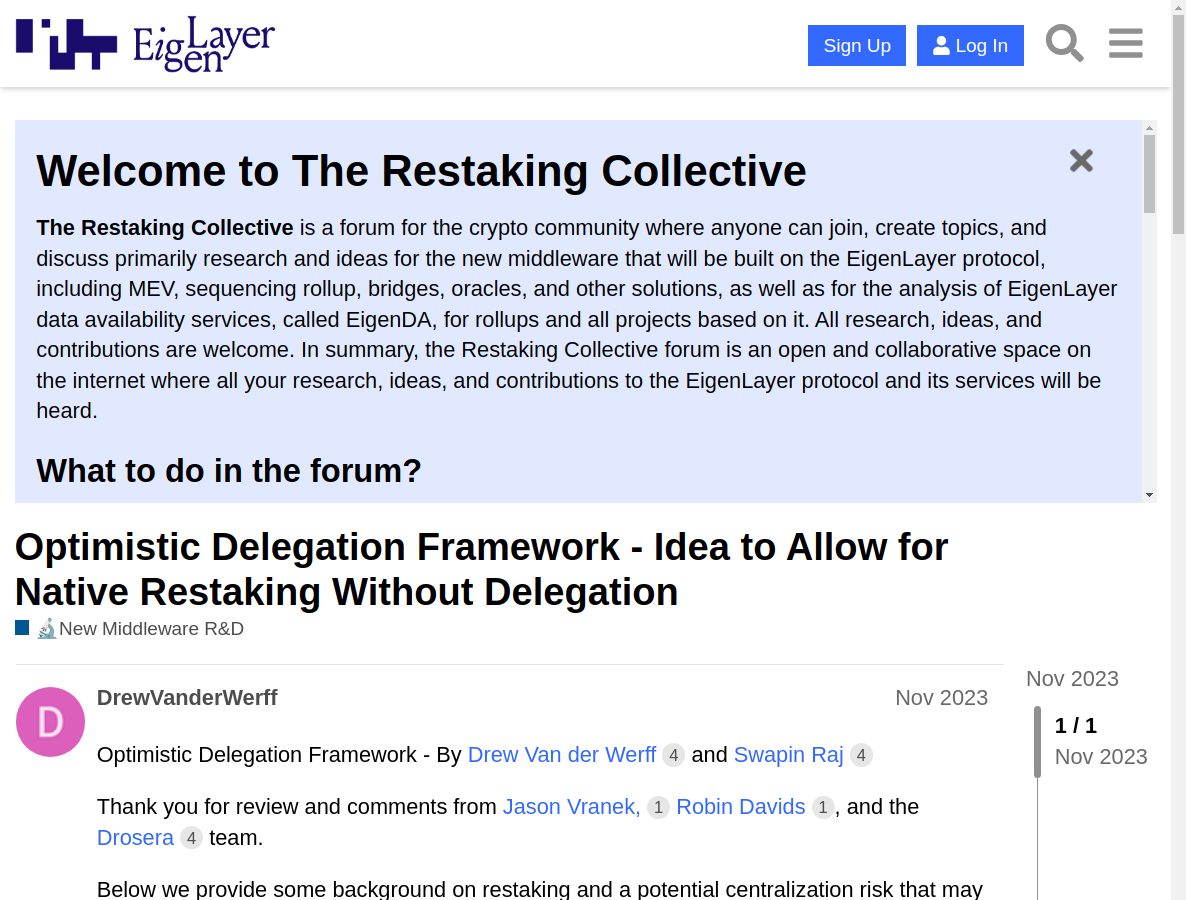 EigenLayer
Sign Up
Log In
Welcome to The Restaking Collective
The Restaking Collective is a forum for the crypto community where anyone can join, create topics, and
discuss primarily research and ideas for the new middleware that will be built on the EigenLayer protocol,
including MEV, sequencing rollup, bridges, oracles, and other solutions, as well as for the analysis of EigenLayer
data availability services, called EigenDA, for rollups and all projects based on it. All research, ideas, and
contributions are welcome. In summary, the Restaking Collective forum is an open and collaborative space on
the internet where all your research, ideas, and contributions to the EigenLayer protocol and its services will be
heard.
What to do in the forum?
Optimistic Delegation Framework - Idea to Allow for
Native Restaking Without Delegation
New Middleware R&D
D
DrewVanderWerff
Nov 2023
Optimistic Delegation Framework - By Drew Van der Werff 4 and Swapin Raj 4
Thank you for review and comments from Jason Vranek, 1 Robin Davids 1, and the
Drosera 4 team.
Below we provide some background on restaking and a potential centralization risk that may
Nov 2023
1 / 1
Nov 2023